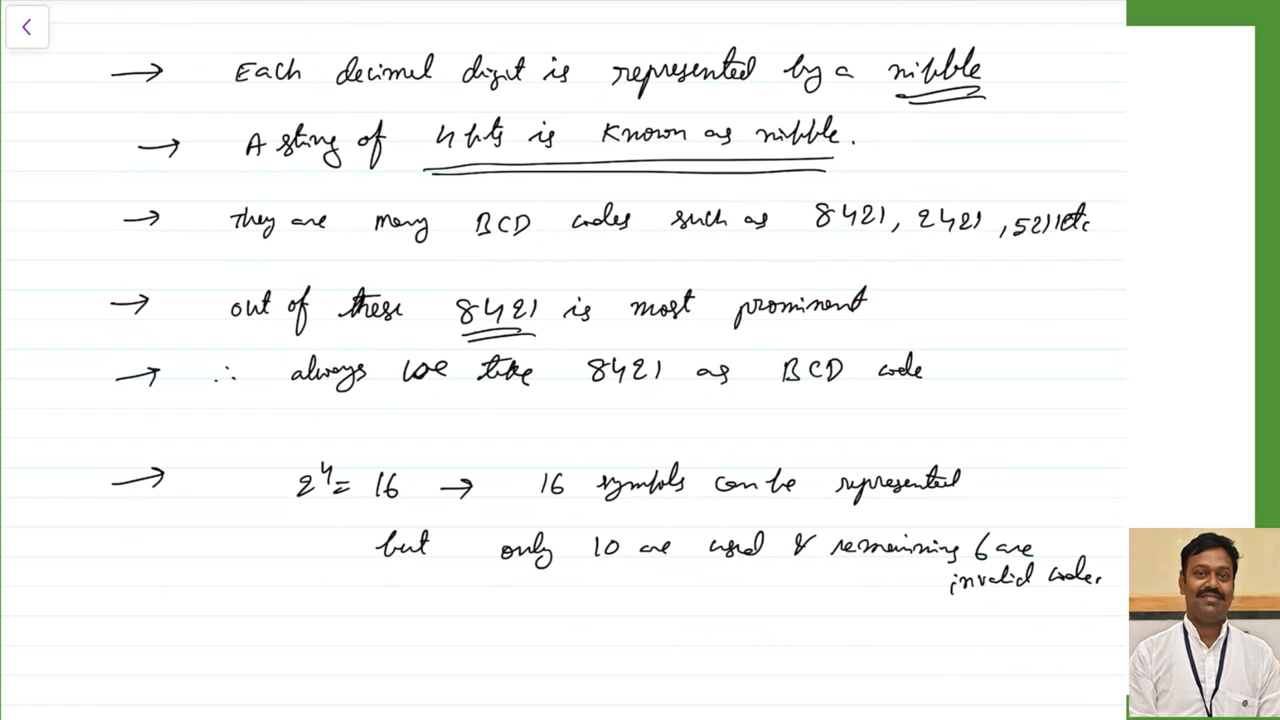 → Each decimal digit is represented by a nibble
→ A string of 4 bits is known as nibble.
→ They are many BCD codes such as 8421, 2421, 5211 etc
→ out of these 8421 is most prominent
→ ∴ always we take 8421 as BCD code
→ 2⁴ = 16 → 16 symbols can be represented
but only 10 are used & remaining 6 are
invalid codes.